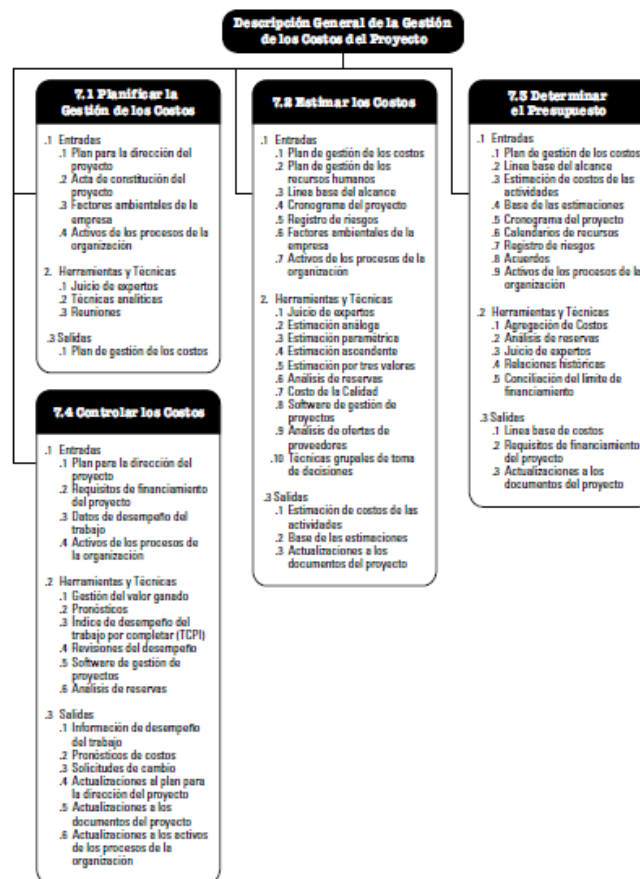 Descripción General de la Gestión
de los Costos del Proyecto
7.1 Planificar la
Gestión de los Costos
.1 Entradas
.1 Plan para la dirección del
proyecto
.2 Acta de constitución del
proyecto
.3 Factores ambientales de la
empresa
.4 Activos de los procesos de la
organización
2. Herramientas y Técnicas
.1 Juicio de expertos
.2 Técnicas analíticas
.3 Reuniones
.3 Salidas
.1 Plan de gestión de los costos
7.2 Estimar los Costos
.1 Entradas
.1 Plan de gestión de los costos
.2 Plan de gestión de los
recursos humanos
.3 Línea base del alcance
.4 Cronograma del proyecto
.5 Registro de riesgos
.6 Factores ambientales de la
empresa
.7 Activos de los procesos de la
organización
2. Herramientas y Técnicas
.1 Juicio de expertos
.2 Estimación análoga
.3 Estimación paramétrica
.4 Estimación ascendente
.5 Estimación por tres valores
.6 Análisis de reservas
.7 Costo de la Calidad
.8 Software de gestión de
proyectos
.9 Análisis de ofertas de
proveedores
.10 Técnicas grupales de toma
de decisiones
.3 Salidas
.1 Estimación de costos de las
actividades
.2 Base de las estimaciones
.3 Actualizaciones a los
documentos del proyecto
7.3 Determinar
el Presupuesto
.1 Entradas
.1 Plan de gestión de los costos
.2 Línea base del alcance
.3 Estimación de costos de las
actividades
.4 Base de las estimaciones
.5 Cronograma del proyecto
.6 Calendarios de recursos
.7 Registro de riesgos
.8 Acuerdos
.9 Activos de los procesos de la
organización
.2 Herramientas y Técnicas
.1 Agregación de Costos
.2 Análisis de reservas
.3 Juicio de expertos
.4 Relaciones históricas
.5 Conciliación del límite de
financiamiento
.3 Salidas
.1 Línea base de costos
.2 Requisitos de financiamiento
del proyecto
.3 Actualizaciones a los
documentos del proyecto
7.4 Controlar los Costos
.1 Entradas
.1 Plan para la dirección del
proyecto
.2 Requisitos de financiamiento
del proyecto
.3 Datos de desempeño del
trabajo
.4 Activos de los procesos de
la organización
.2 Herramientas y Técnicas
.1 Gestión del valor ganado
.2 Pronósticos
.3 Índice de desempeño del
trabajo por completar (TCPI)
.4 Revisiones del desempeño
.5 Software de gestión de
proyectos
.6 Análisis de reservas
.3 Salidas
.1 Información de desempeño
del trabajo
.2 Pronósticos de costos
.3 Solicitudes de cambio
.4 Actualizaciones al plan para
la dirección del proyecto
.5 Actualizaciones a los
documentos del proyecto
.6 Actualizaciones a los activos
de los procesos de la
organización